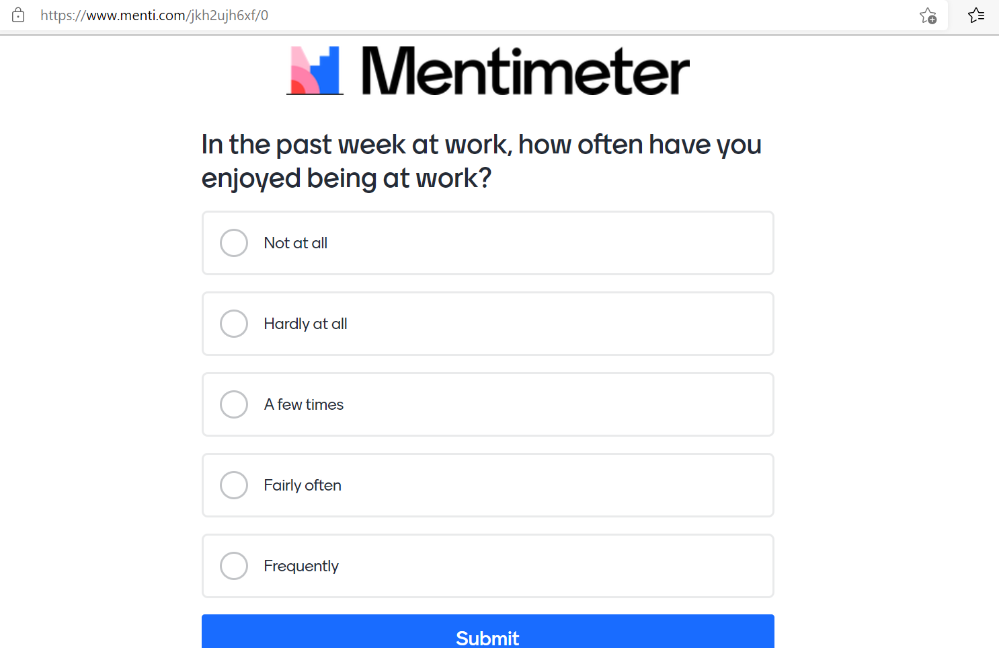 https://www.menti.com/jkh2ujh6xf/0
Mentimeter
In the past week at work, how often have you
enjoyed being at work?
Not at all
Hardly at all
A few times
Fairly often
Frequently
Submit